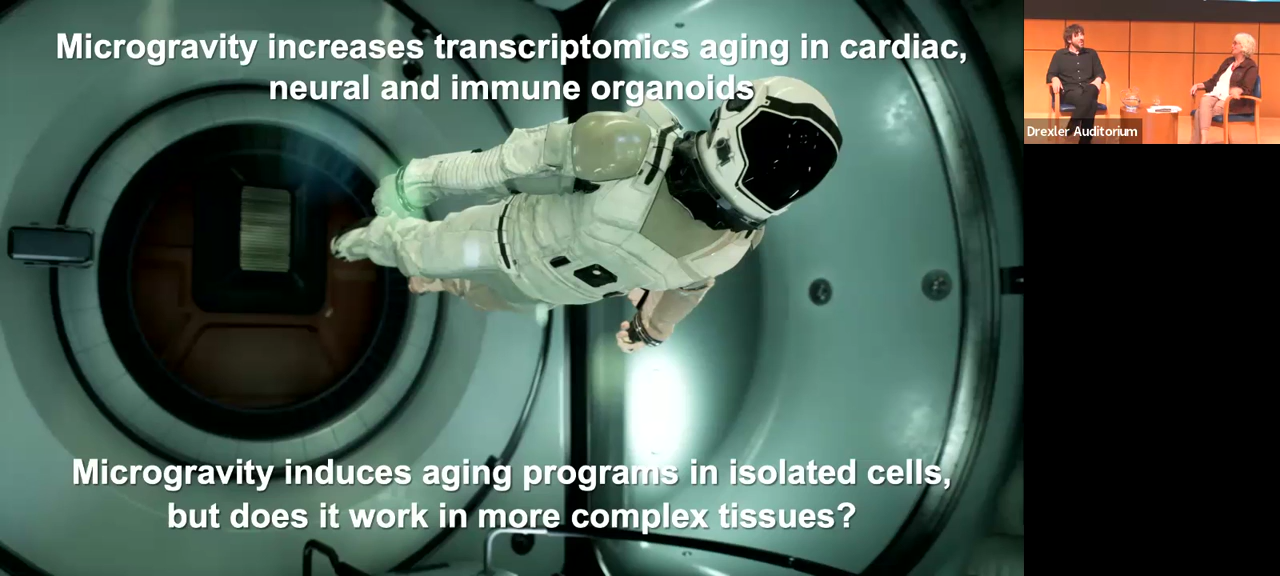 Microgravity increases transcriptomics aging in cardiac,
neural and immune organoids
Drexler Auditorium
Microgravity induces aging programs in isolated cells,
but does it work in more complex tissues?